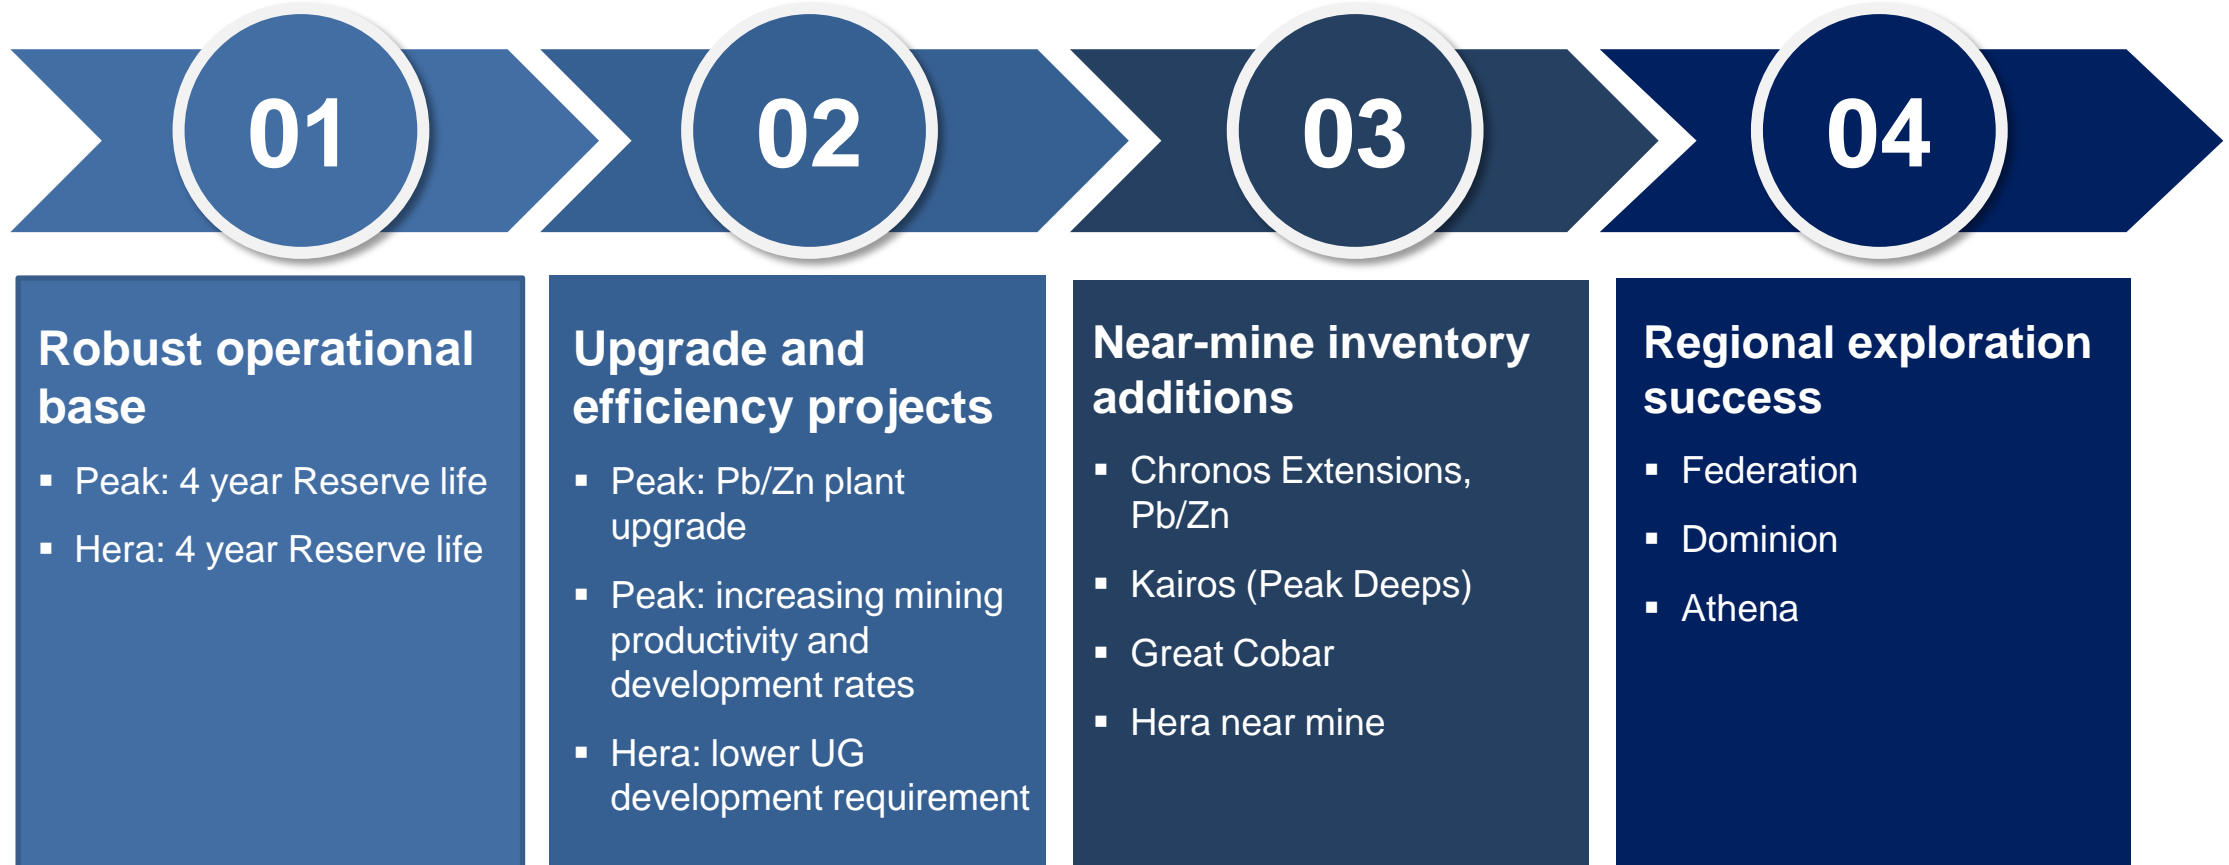 01
02
03
04
Robust operational
base
▪ Peak: 4 year Reserve life
▪ Hera: 4 year Reserve life
Upgrade and
efficiency projects
▪ Peak: Pb/Zn plant
upgrade
▪ Peak: increasing mining
productivity and
development rates
▪ Hera: lower UG
development requirement
Near-mine inventory
additions
▪ Chronos Extensions,
Pb/Zn
▪ Kairos (Peak Deeps)
▪ Great Cobar
▪ Hera near mine
Regional exploration
success
▪ Federation
▪ Dominion
▪ Athena